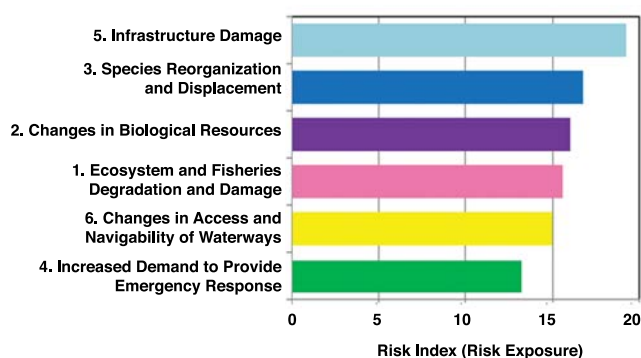 5. Infrastructure Damage
3. Species Reorganization
and Displacement
2. Changes in Biological Resources
1. Ecosystem and Fisheries
Degradation and Damage
6. Changes in Access and
Navigability of Waterways
4. Increased Demand to Provide
Emergency Response
0 5 10 15 20
Risk Index (Risk Exposure)